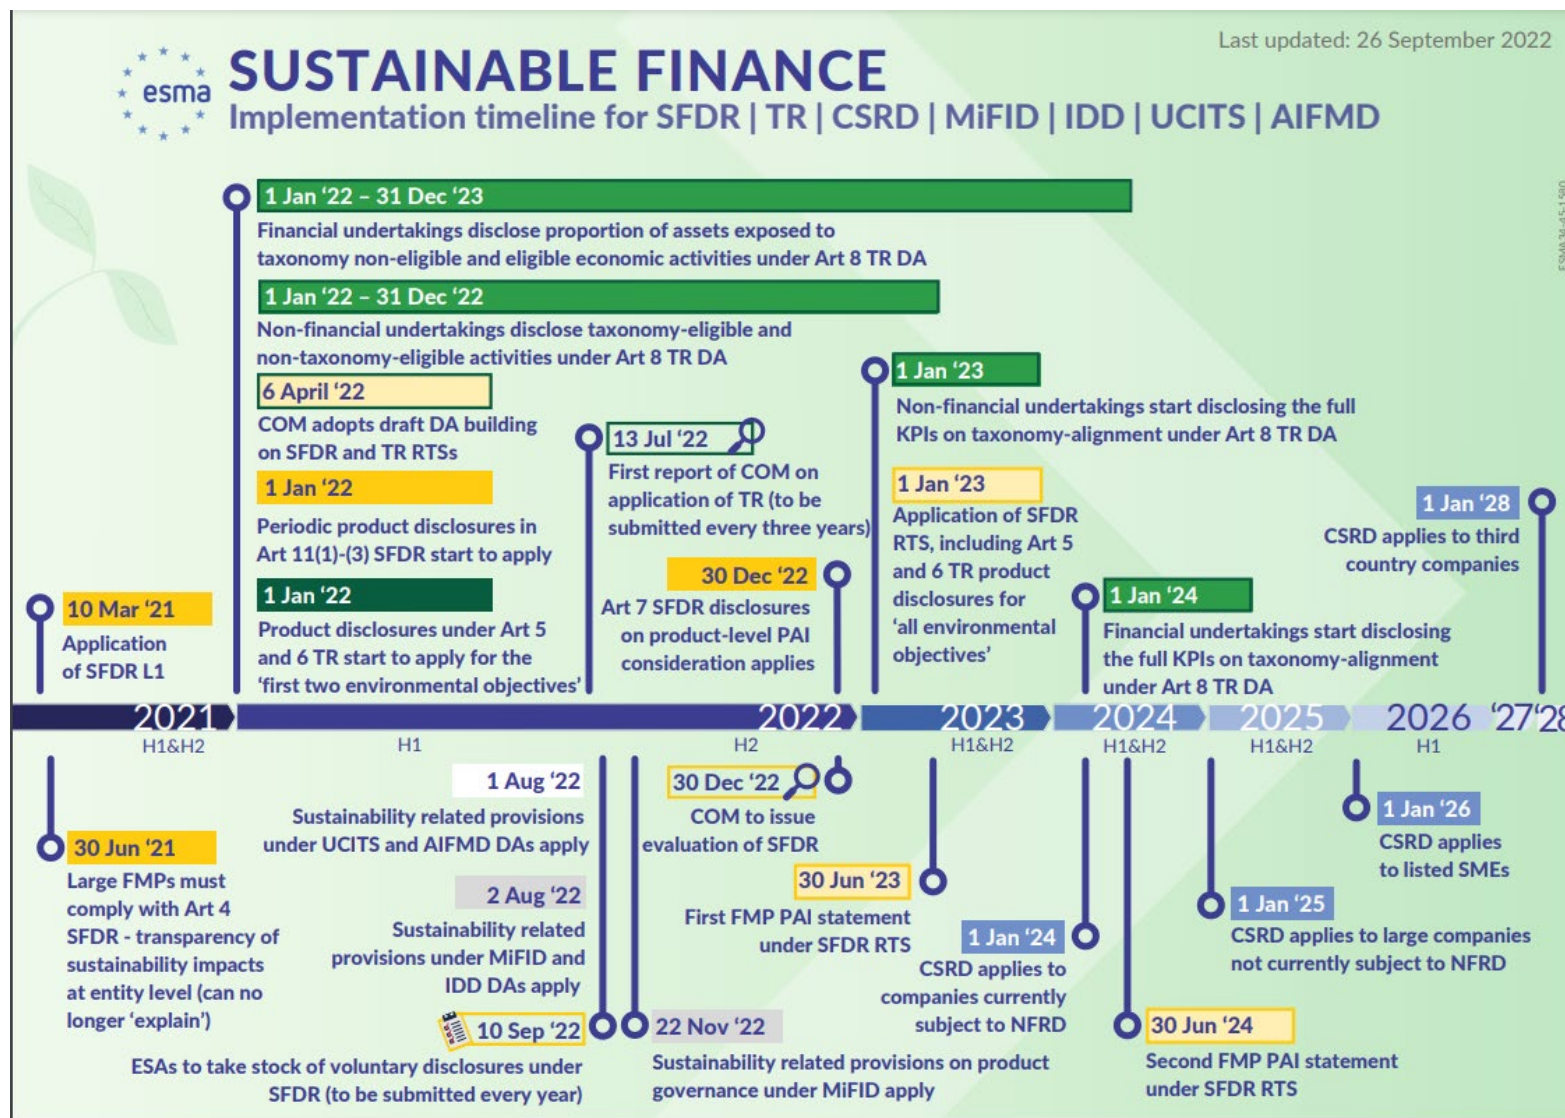 Last updated: 26 September 2022
esma
SUSTAINABLE FINANCE
Implementation timeline for SFDR | TR | CSRD | MiFID | IDD | UCITS | AIFMD
ESMA34-45-1580
1 Jan ‘22 – 31 Dec ‘23
Financial undertakings disclose proportion of assets exposed to
taxonomy non-eligible and eligible economic activities under Art 8 TR DA
1 Jan ‘22 – 31 Dec ‘22
Non-financial undertakings disclose taxonomy-eligible and
non-taxonomy-eligible activities under Art 8 TR DA
6 April ‘22
COM adopts draft DA building
on SFDR and TR RTSs
1 Jan ‘22
Periodic product disclosures in
Art 11(1)-(3) SFDR start to apply
1 Jan ‘22
Product disclosures under Art 5
and 6 TR start to apply for the
‘first two environmental objectives’
10 Mar ‘21
Application
of SFDR L1
13 Jul ‘22
First report of COM on
application of TR (to be
submitted every three years)
30 Dec ‘22
Art 7 SFDR disclosures
on product-level PAI
consideration applies
1 Jan ‘23
Non-financial undertakings start disclosing the full
KPIs on taxonomy-alignment under Art 8 TR DA
1 Jan ‘23
Application of SFDR
RTS, including Art 5
and 6 TR product
disclosures for
‘all environmental
objectives’
1 Jan ‘24
Financial undertakings start disclosing
the full KPIs on taxonomy-alignment
under Art 8 TR DA
1 Jan ‘28
CSRD applies to third
country companies
2021 2022 2023 2024 2025 2026 ‘27 ‘28
H1&H2 H1 H2 H1&H2 H1&H2 H1&H2 H1
30 Jun ‘21
Large FMPs must
comply with Art 4
SFDR - transparency of
sustainability impacts
at entity level (can no
longer ‘explain’)
1 Aug ‘22
Sustainability related provisions
under UCITS and AIFMD DAs apply
2 Aug ‘22
Sustainability related
provisions under MiFID and
IDD DAs apply
10 Sep ‘22
ESAs to take stock of voluntary disclosures under
SFDR (to be submitted every year)
30 Dec ‘22
COM to issue
evaluation of SFDR
22 Nov ‘22
Sustainability related provisions on product
governance under MiFID apply
30 Jun ‘23
First FMP PAI statement
under SFDR RTS
1 Jan ‘24
CSRD applies to
companies currently
subject to NFRD
30 Jun ‘24
Second FMP PAI statement
under SFDR RTS
1 Jan ‘25
CSRD applies to large companies
not currently subject to NFRD
1 Jan ‘26
CSRD applies
to listed SMEs